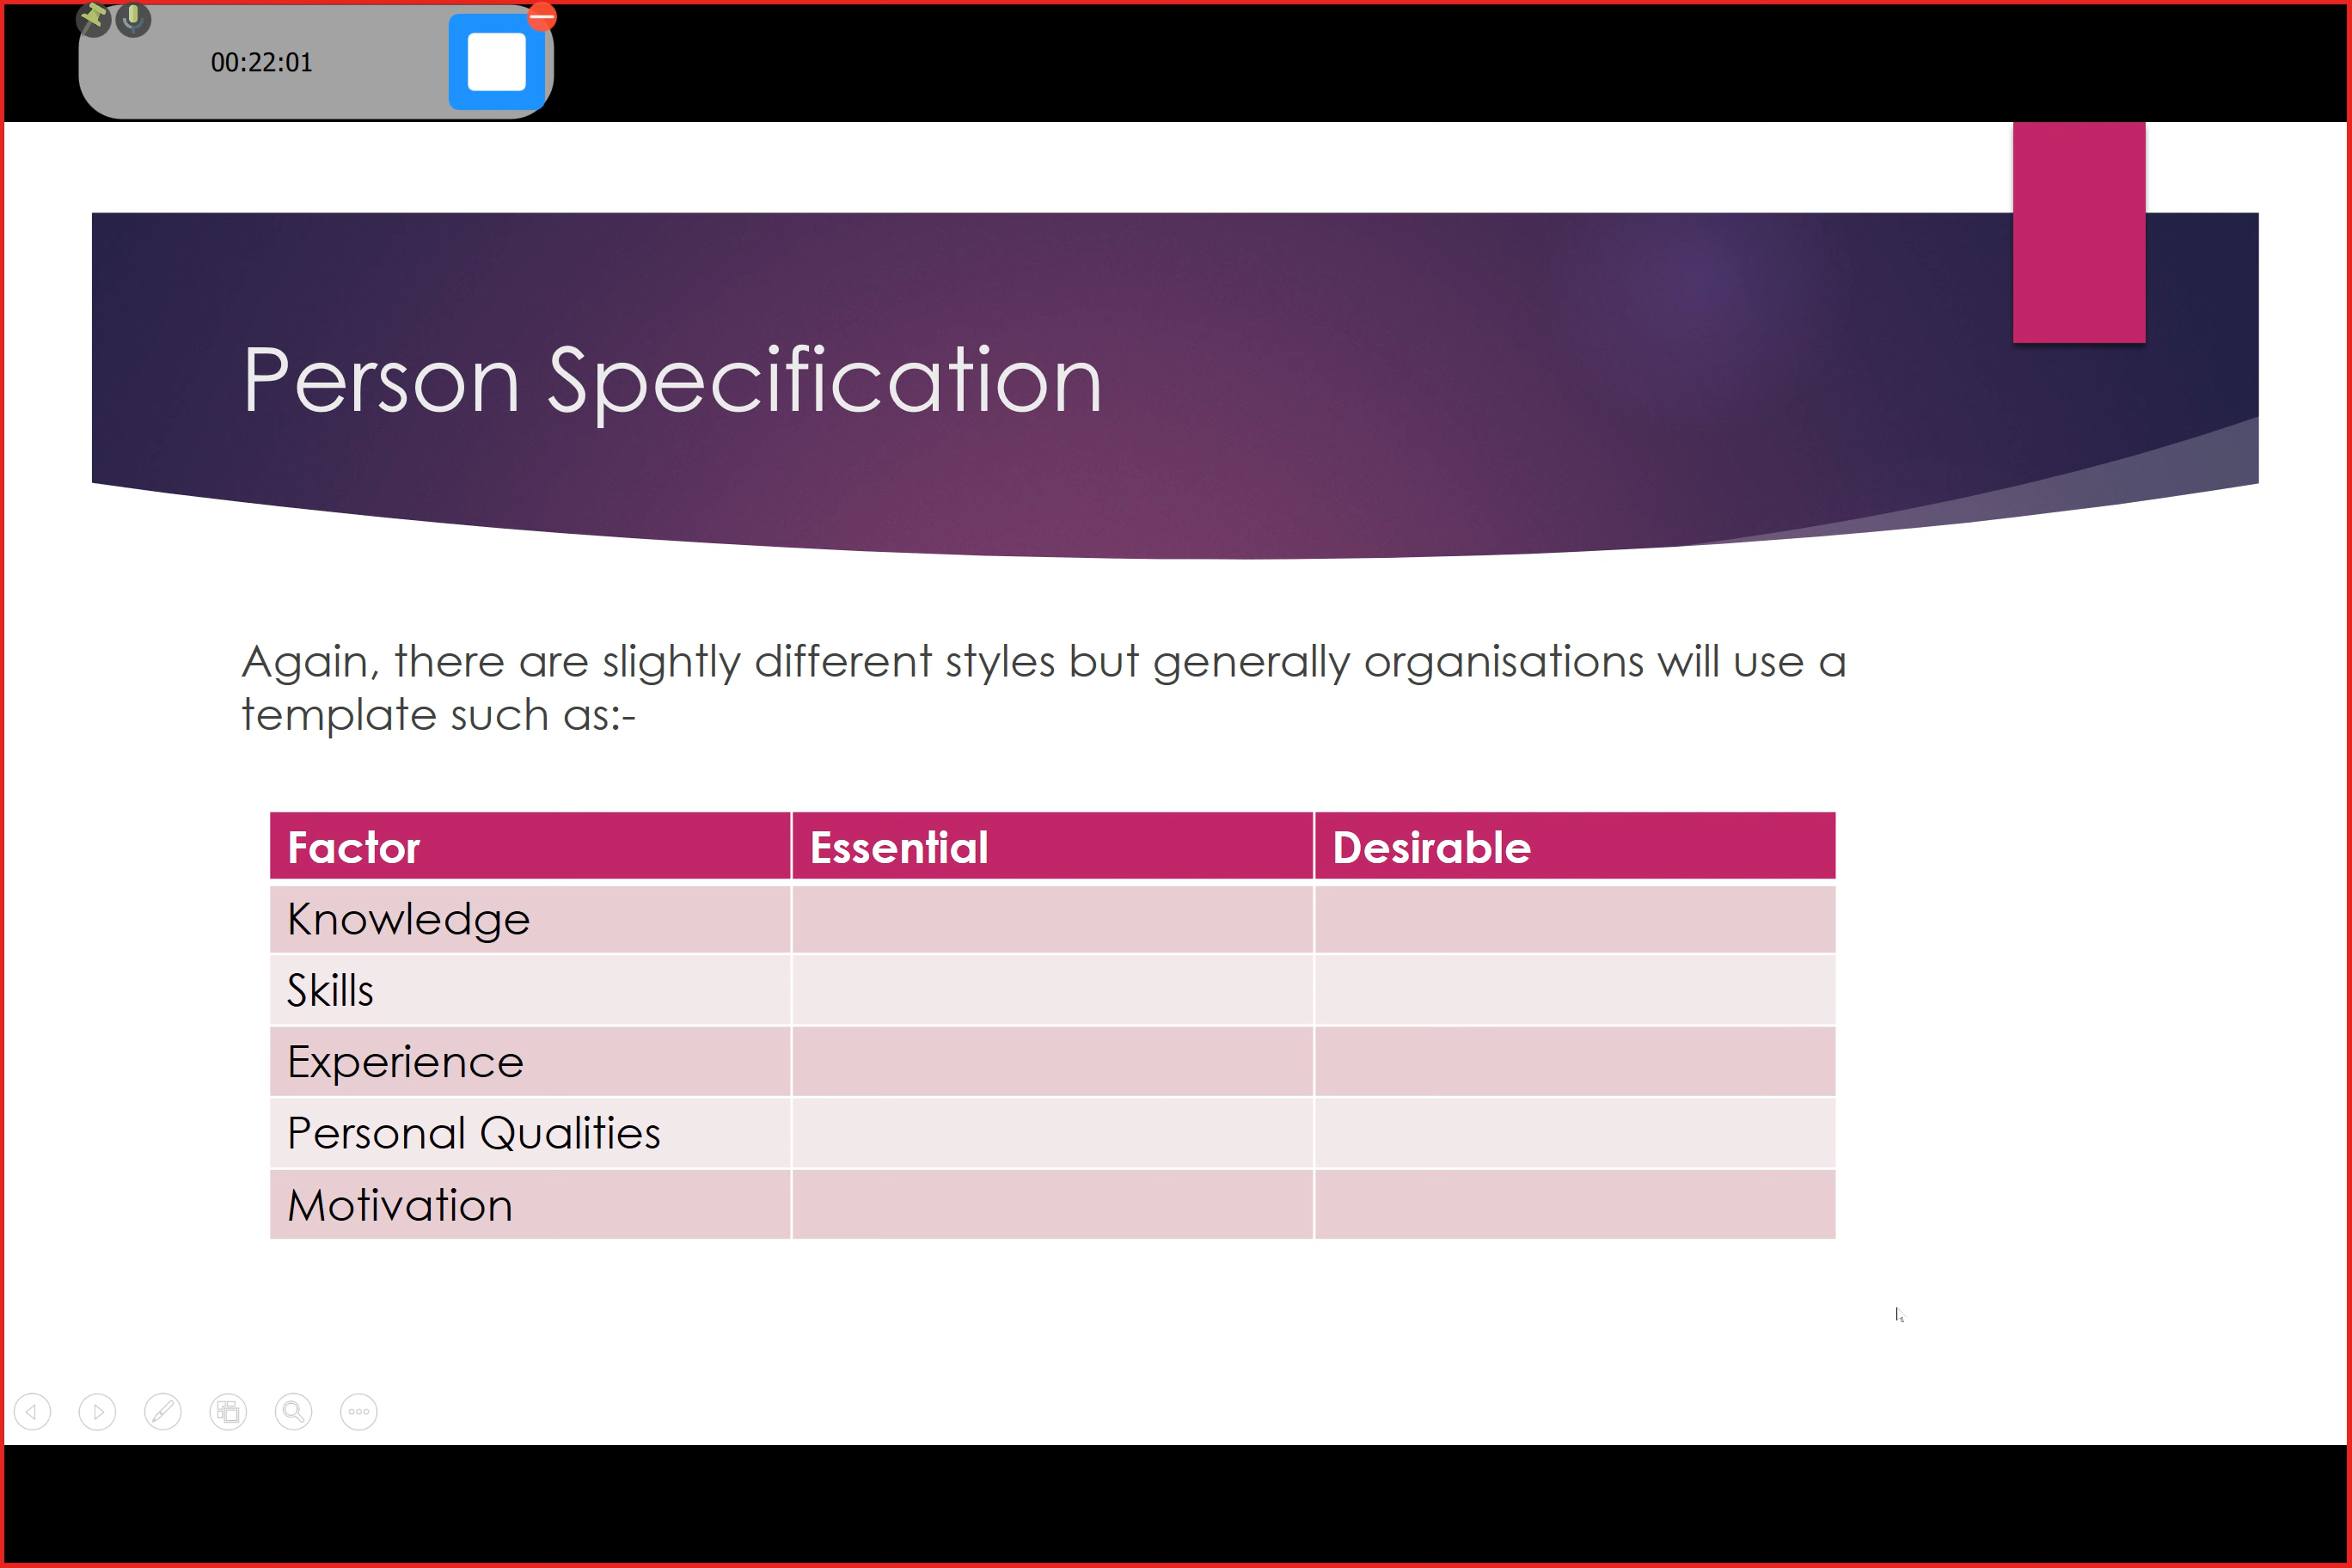 00:22:01
Person Specification
Again, there are slightly different styles but generally organisations will use a
template such as:-
Factor Essential Desirable
Knowledge
Skills
Experience
Personal Qualities
Motivation